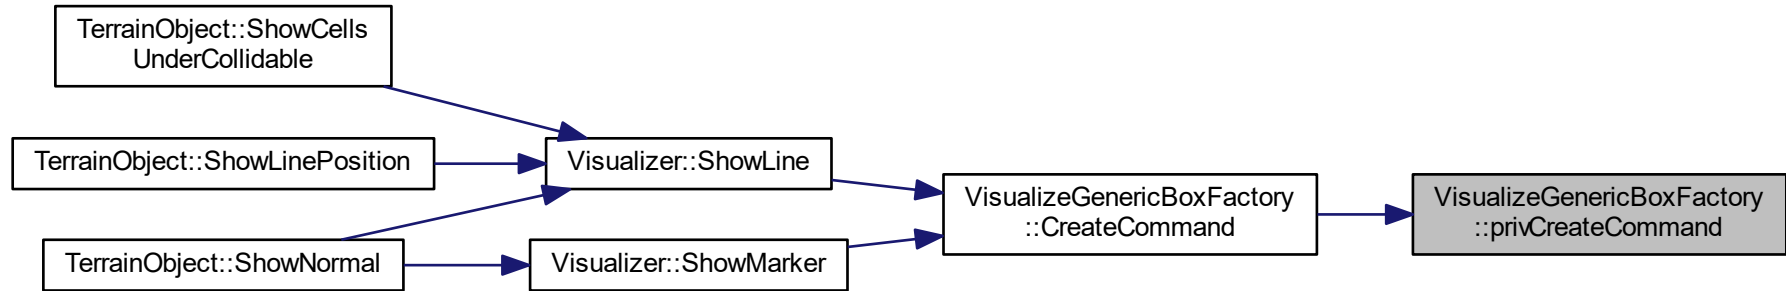 TerrainObject::ShowCells
UnderCollidable
TerrainObject::ShowLinePosition
Visualizer::ShowLine
TerrainObject::ShowNormal
Visualizer::ShowMarker
VisualizeGenericBoxFactory
::CreateCommand
VisualizeGenericBoxFactory
::privCreateCommand